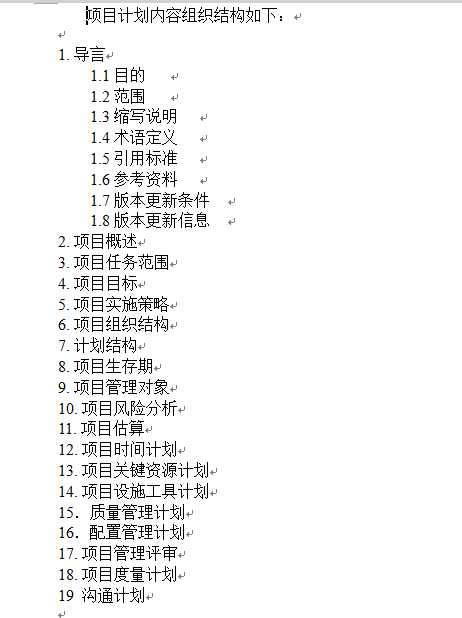 项目计划内容组织结构如下：
1. 导言
1.1 目的
1.2 范围
1.3 缩写说明
1.4 术语定义
1.5 引用标准
1.6 参考资料
1.7 版本更新条件
1.8 版本更新信息
2. 项目概述
3. 项目任务范围
4. 项目目标
5. 项目实施策略
6. 项目组织结构
7. 计划结构
8. 项目生存期
9. 项目管理对象
10. 项目风险分析
11. 项目估算
12. 项目时间计划
13. 项目关键资源计划
14. 项目设施工具计划
15．质量管理计划
16．配置管理计划
17. 项目管理评审
18. 项目度量计划
19 沟通计划